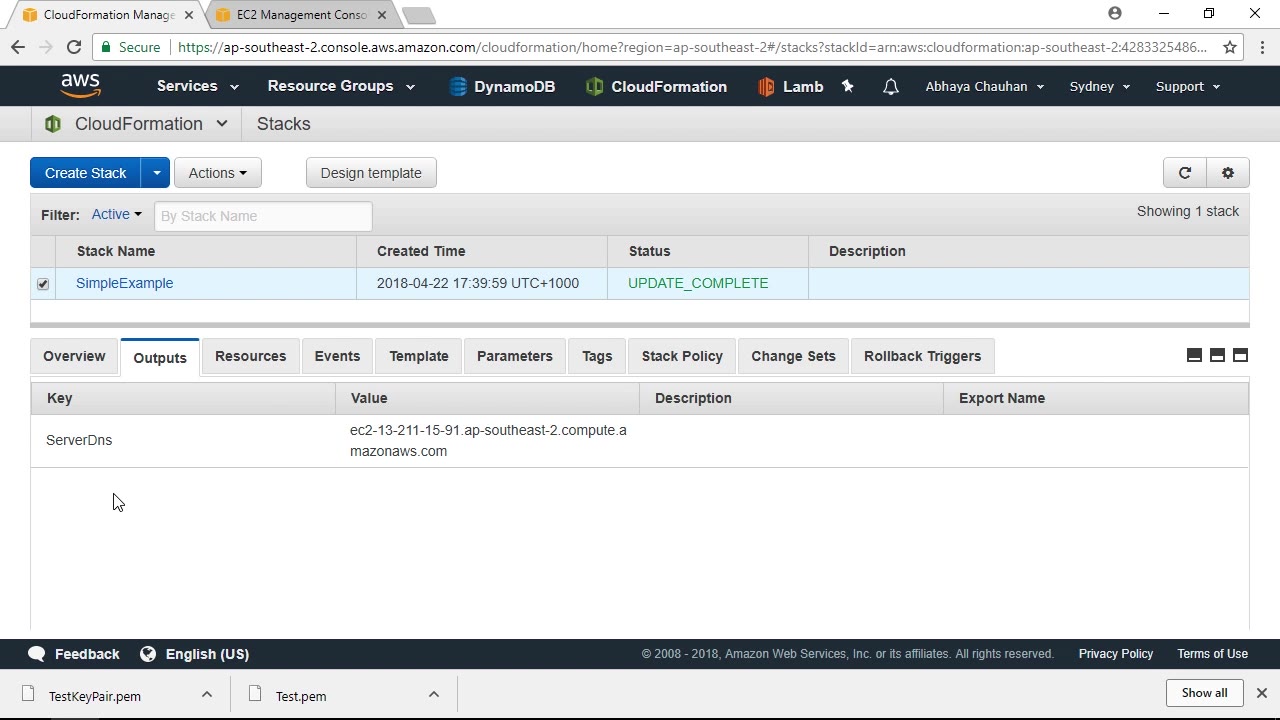 CloudFormation Manage
EC2 Management Conso
Secure
https://ap-southeast-2.console.aws.amazon.com/cloudformation/home?region=ap-southeast-2#/stacks?stackId=arn:aws:cloudformation:ap-southeast-2:4283325486...
aws
Services
Resource Groups
DynamoDB
CloudFormation
Lamb
Abhaya Chauhan
Sydney
Support
CloudFormation
Stacks
Create Stack
Actions
Design template
Filter: Active
By Stack Name
Showing 1 stack
Stack Name Created Time Status Description
SimpleExample 2018-04-22 17:39:59 UTC+1000 UPDATE_COMPLETE
Overview Outputs Resources Events Template Parameters Tags Stack Policy Change Sets Rollback Triggers
Key Value Description Export Name
ServerDns
ec2-13-211-15-91.ap-southeast-2.compute.a
mazonaws.com
Feedback
English (US)
© 2008 - 2018, Amazon Web Services, Inc. or its affiliates. All rights reserved.
Privacy Policy
Terms of Use
TestKeyPair.pem
Test.pem
Show all